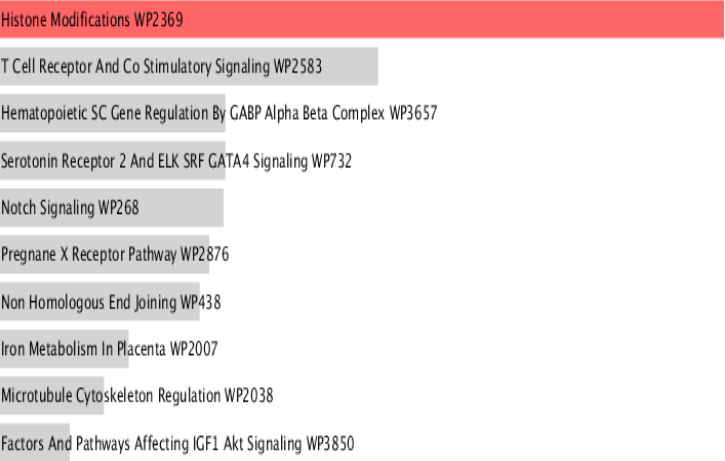 Histone Modifications WP2369
T Cell Receptor And Co Stimulatory Signaling WP2583
Hematopoietic SC Gene Regulation By GABP Alpha Beta Complex WP3657
Serotonin Receptor 2 And ELK SRF GATA4 Signaling WP732
Notch Signaling WP268
Pregnane X Receptor Pathway WP2876
Non Homologous End Joining WP438
Iron Metabolism In Placenta WP2007
Microtubule Cytoskeleton Regulation WP2038
Factors And Pathways Affecting IGF1 Akt Signaling WP3850